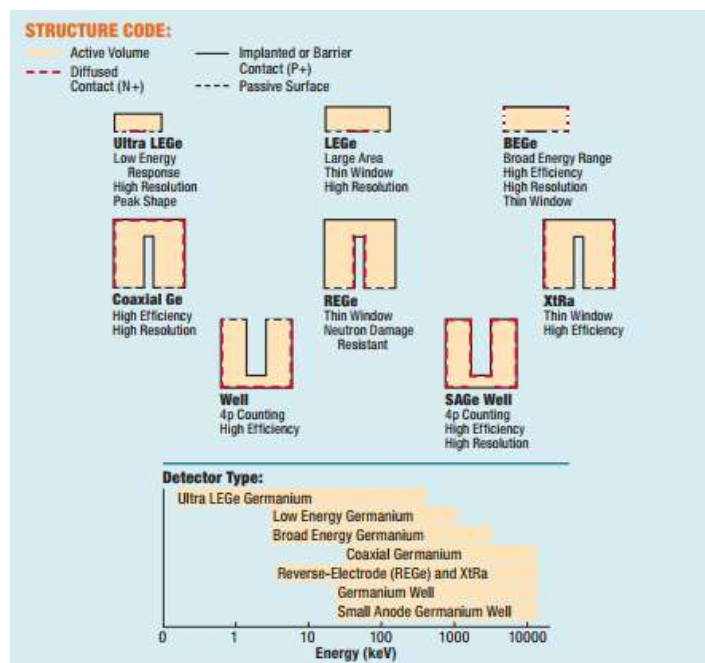 STRUCTURE CODE:
Active Volume
Diffused
Contact (N+)
Implanted or Barrier
Contact (P+)
Passive Surface
Ultra LEGe
Low Energy
Response
High Resolution
Peak Shape
LEGe
Large Area
Thin Window
High Resolution
BEGe
Broad Energy Range
High Efficiency
High Resolution
Thin Window
Coaxial Ge
High Efficiency
High Resolution
REGe
Thin Window
Neutron Damage
Resistant
XtRa
Thin Window
High Efficiency
Well
4p Counting
High Efficiency
SAGe Well
4p Counting
High Efficiency
High Resolution
Detector Type:
Ultra LEGe Germanium
Low Energy Germanium
Broad Energy Germanium
Coaxial Germanium
Reverse-Electrode (REGe) and XtRa
Germanium Well
Small Anode Germanium Well
0 1 10 100 1000 10000
Energy (keV)